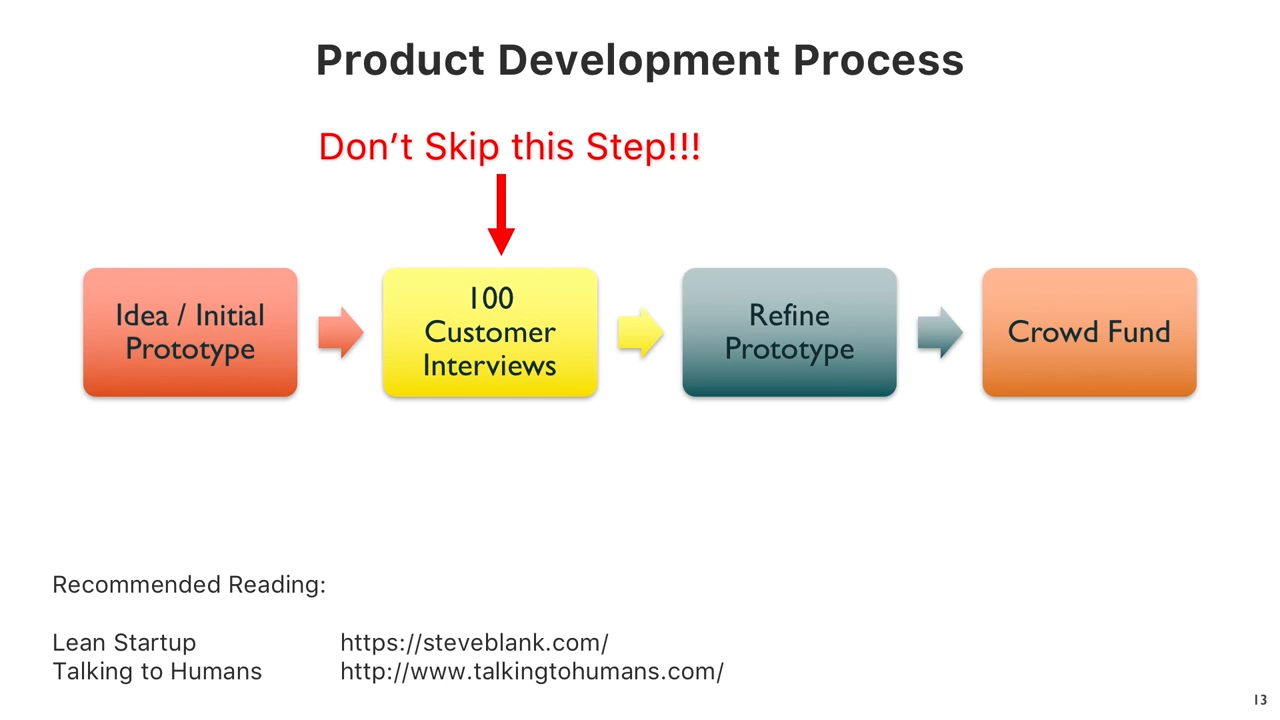 Product Development Process
Don’t Skip this Step!!!
Idea / Initial
Prototype
100
Customer
Interviews
Refine
Prototype
Crowd Fund
Recommended Reading:
Lean Startup https://steveblank.com/
Talking to Humans http://www.talkingtohumans.com/
13